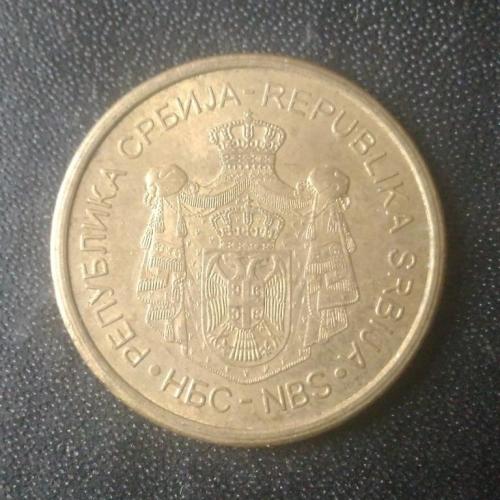 РЕПУБЛИКА СРБИЈА - REPUBLIKA SRBIJA
· НБС - NBS ·